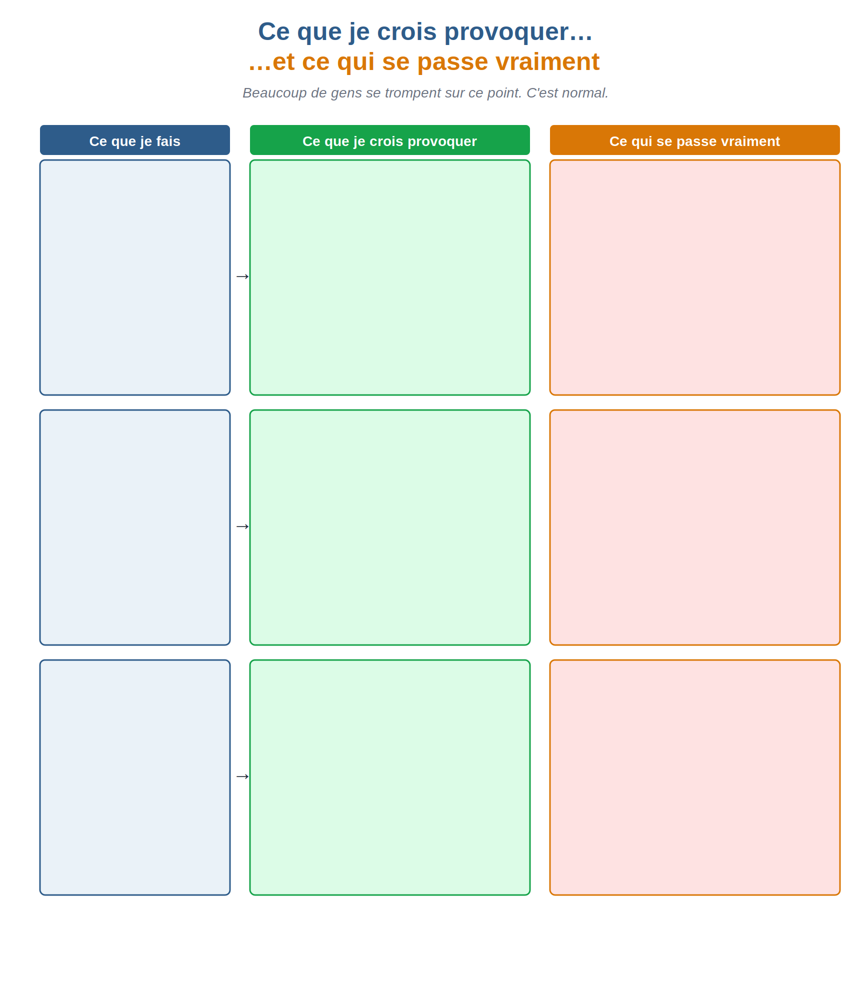 Ce que je crois provoquer…
…et ce qui se passe vraiment
Beaucoup de gens se trompent sur ce point. C'est normal.
Ce que je fais
Ce que je crois provoquer
Ce qui se passe vraiment
→
→
→